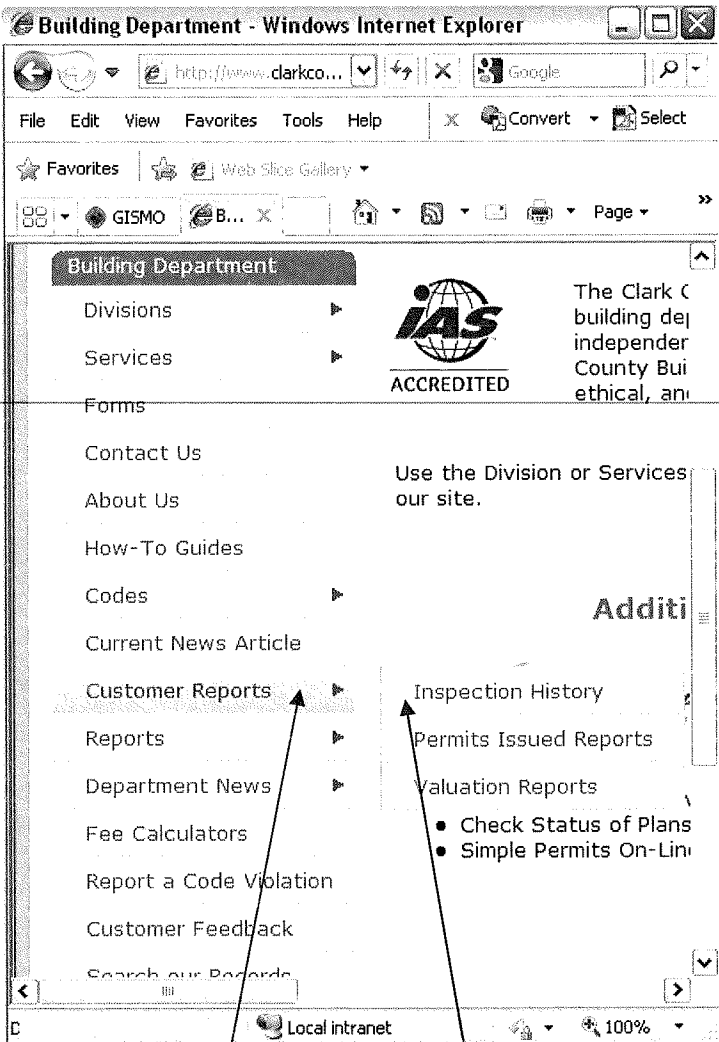 Building Department - Windows Internet Explorer
http://www.clarkco...
Google
File Edit View Favorites Tools Help
Convert Select
Favorites
Web Slice Gallery
GISMO
B...
Page
Building Department
Divisions
Services
Forms
Contact Us
About Us
How-To Guides
Codes
Current News Article
Customer Reports
Reports
Department News
Fee Calculators
Report a Code Violation
Customer Feedback
Search our Records
IAS
ACCREDITED
The Clark C
building dep
independen
County Bui
ethical, an
Use the Division or Services
our site.
Additi
Inspection History
Permits Issued Reports
Valuation Reports
• Check Status of Plans
• Simple Permits On-Lin
Local intranet
100%